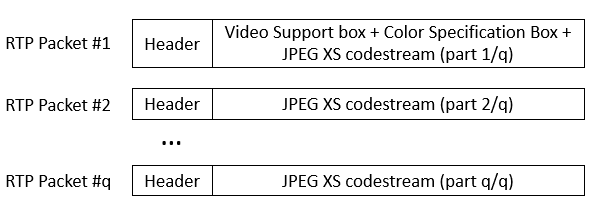 RTP Packet #1
Header
Video Support box + Color Specification Box +
JPEG XS codestream (part 1/q)
RTP Packet #2
Header
JPEG XS codestream (part 2/q)
...
RTP Packet #q
Header
JPEG XS codestream (part q/q)